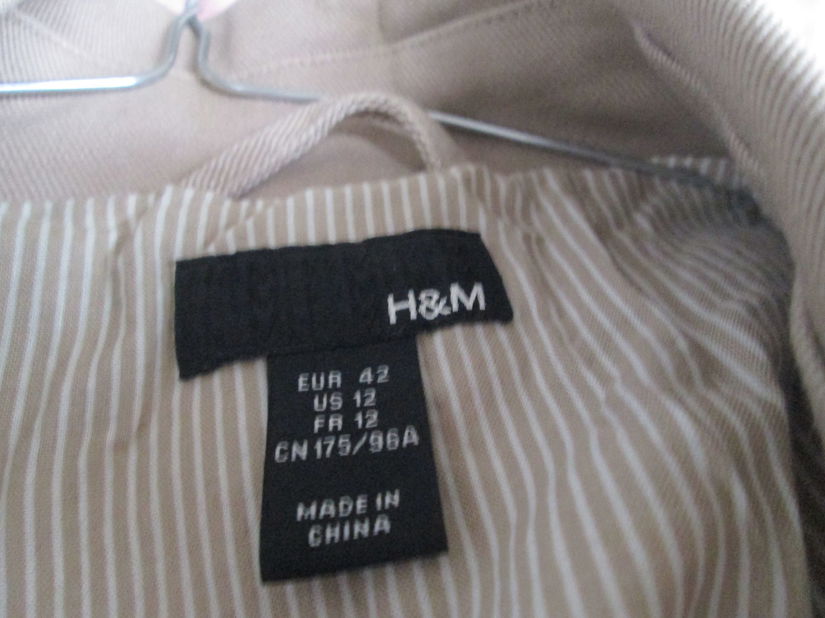 H&M
EUR 42
US 12
FR 12
CN 175/96A
MADE IN
CHINA